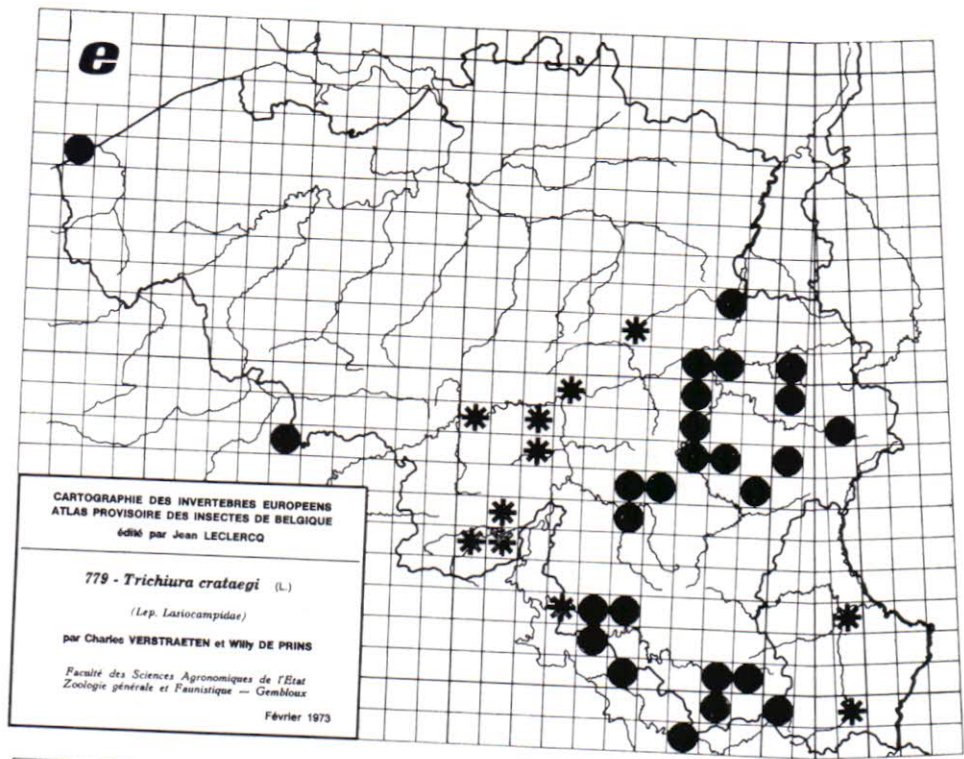 e
CARTOGRAPHIE DES INVERTEBRES EUROPEENS
ATLAS PROVISOIRE DES INSECTES DE BELGIQUE
édité par Jean LECLERCQ
779 - Trichiura crataegi (L.)
(Lep. Lasiocampidae)
par Charles VERSTRAETEN et Willy DE PRINS
Faculté des Sciences Agronomiques de l'Etat
Zoologie générale et Faunistique — Gembloux
Février 1973